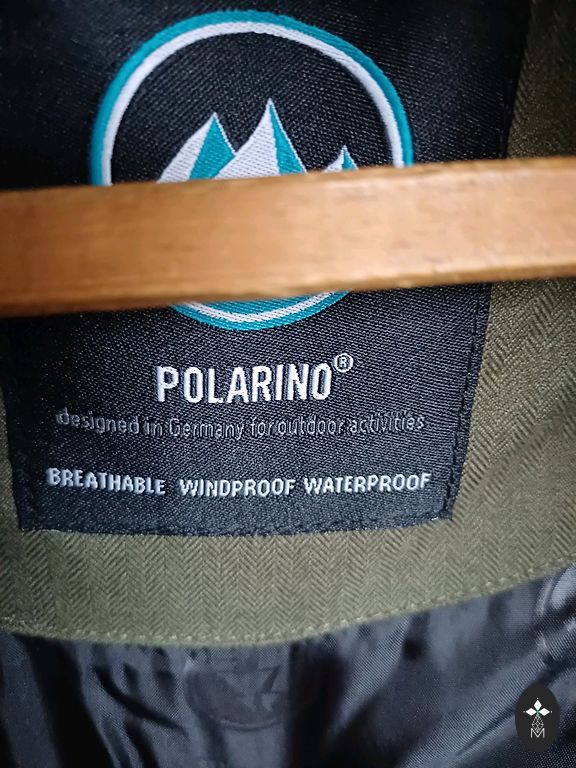 POLARINO®
designed in Germany for outdoor activities
BREATHABLE WINDPROOF WATERPROOF